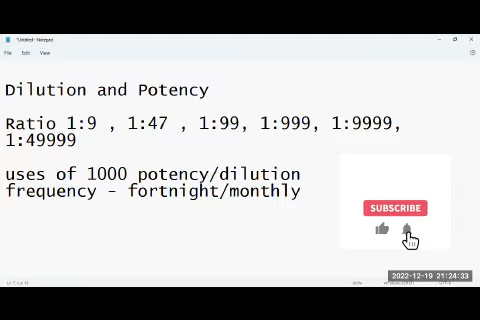 *Untitled - Notepad
File Edit View
Dilution and Potency
Ratio 1:9 , 1:47 , 1:99, 1:999, 1:9999,
1:49999
uses of 1000 potency/dilution
frequency - fortnight/monthly
SUBSCRIBE
2022-12-19 21:24:33
100%